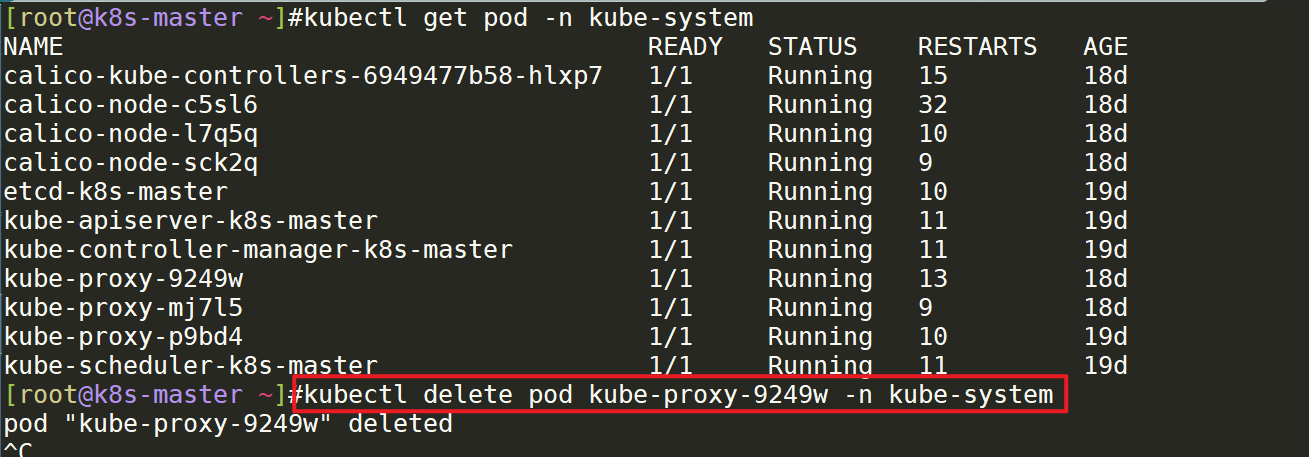 [root@k8s-master ~]#kubectl get pod -n kube-system
NAME READY STATUS RESTARTS AGE
calico-kube-controllers-6949477b58-hlxp7 1/1 Running 15 18d
calico-node-c5sl6 1/1 Running 32 18d
calico-node-l7q5q 1/1 Running 10 18d
calico-node-sck2q 1/1 Running 9 18d
etcd-k8s-master 1/1 Running 10 19d
kube-apiserver-k8s-master 1/1 Running 11 19d
kube-controller-manager-k8s-master 1/1 Running 11 19d
kube-proxy-9249w 1/1 Running 13 18d
kube-proxy-mj7l5 1/1 Running 9 18d
kube-proxy-p9bd4 1/1 Running 10 19d
kube-scheduler-k8s-master 1/1 Running 11 19d
[root@k8s-master ~]#kubectl delete pod kube-proxy-9249w -n kube-system
pod "kube-proxy-9249w" deleted
^C